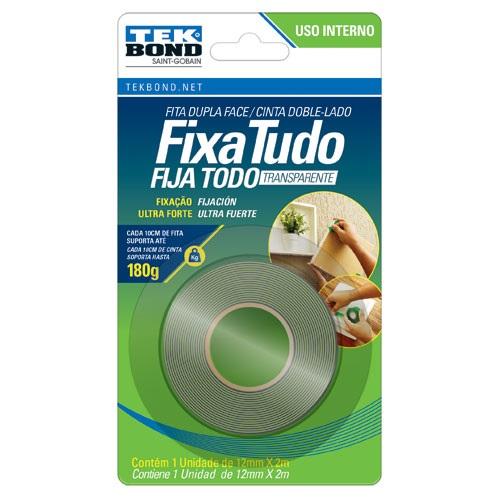 TEK
BOND
SAINT-GOBAIN
USO INTERNO
TEKBOND.NET
FITA DUPLA FACE/CINTA DOBLE-LADO
FixaTudo
FIJA TODO TRANSPARENTE
FIXAÇÃO FIJACIÓN
ULTRA FORTE ULTRA FUERTE
CADA 10CM DE FITA
SUPORTA ATÉ
CADA 10CM DE CINTA
SOPORTA HASTA
180g
Kg
Contém 1 Unidade de 12mm X 2m
Contiene 1 Unidad de 12mm X 2m